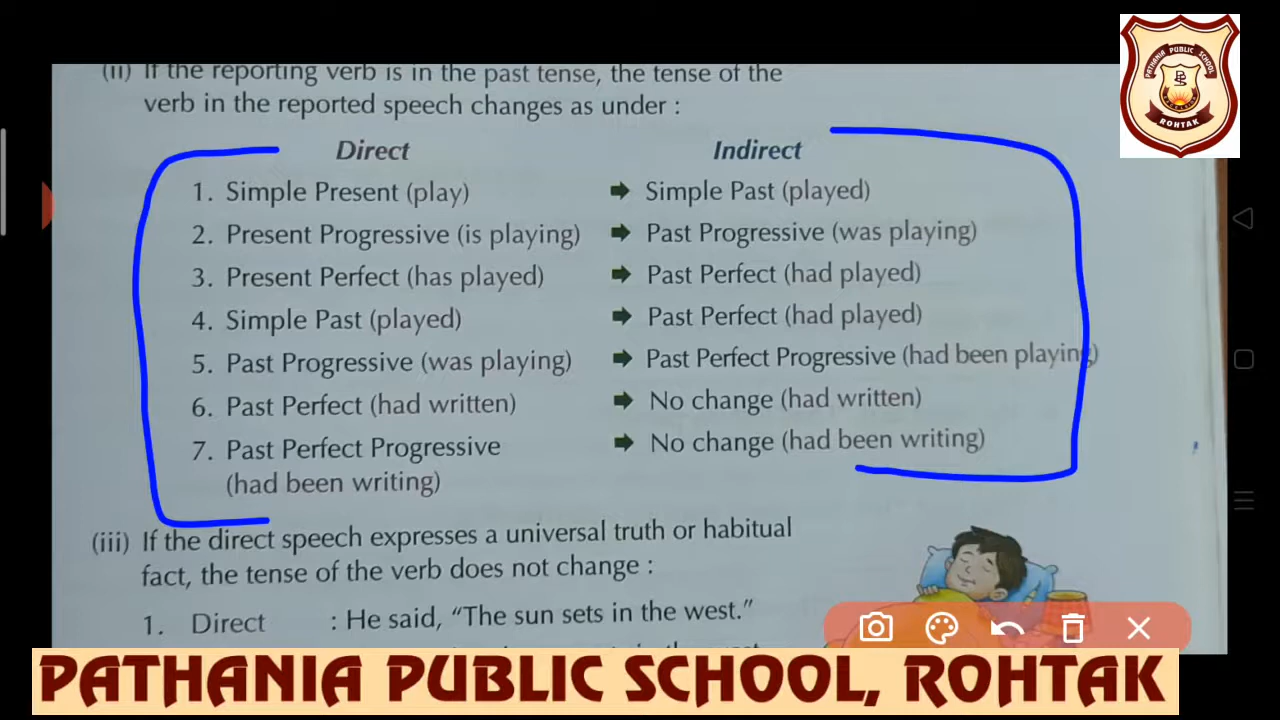 PATHANIA PUBLIC SCHOOL
ROHTAK
(ii) If the reporting verb is in the past tense, the tense of the
verb in the reported speech changes as under :
Direct Indirect
1. Simple Present (play) ➡ Simple Past (played)
2. Present Progressive (is playing) ➡ Past Progressive (was playing)
3. Present Perfect (has played) ➡ Past Perfect (had played)
4. Simple Past (played) ➡ Past Perfect (had played)
5. Past Progressive (was playing) ➡ Past Perfect Progressive (had been playing)
6. Past Perfect (had written) ➡ No change (had written)
7. Past Perfect Progressive ➡ No change (had been writing)
(had been writing)
(iii) If the direct speech expresses a universal truth or habitual
fact, the tense of the verb does not change :
1. Direct : He said, “The sun sets in the west.”
PATHANIA PUBLIC SCHOOL, ROHTAK